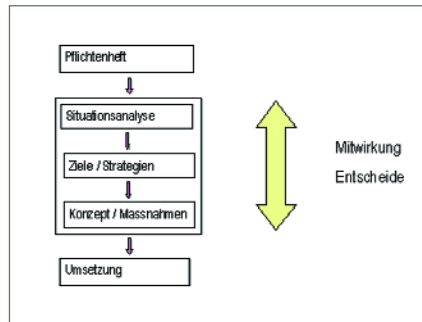 Pflichtenheft
Situationsanalyse
Ziele / Strategien
Konzept / Massnahmen
Umsetzung
Mitwirkung
Entscheide